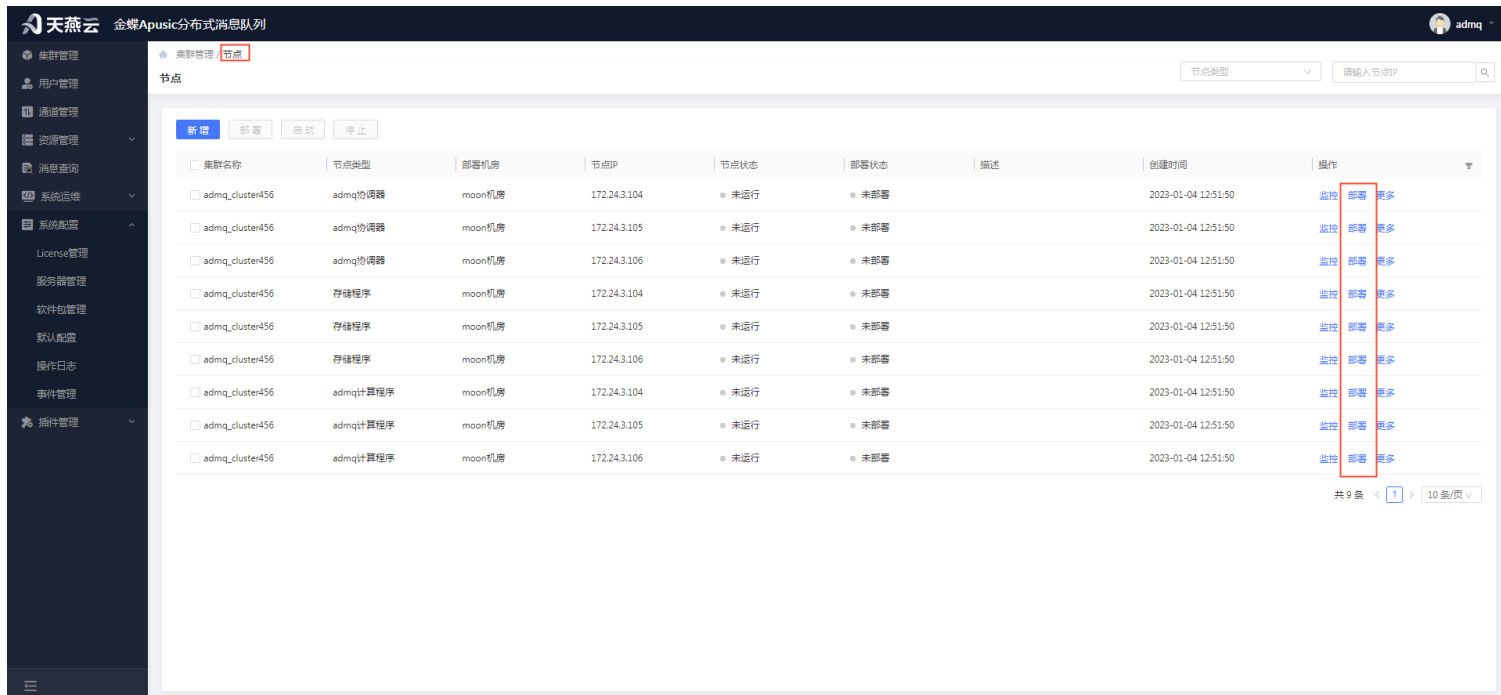 天燕云 金蝶Apusic分布式消息队列 admq
集群管理
用户管理
通道管理
资源管理
消息查询
系统运维
系统配置
License管理
服务器管理
软件包管理
默认配置
操作日志
事件管理
插件管理
集群管理 / 节点
节点 节点类型 请输入节点IP
新增 部署 启动 停止
集群名称 节点类型 部署机房 节点IP 节点状态 部署状态 描述 创建时间 操作
admq_cluster456 admq协调器 moon机房 172.24.3.104 未运行 未部署 2023-01-04 12:51:50 监控 部署 更多
admq_cluster456 admq协调器 moon机房 172.24.3.105 未运行 未部署 2023-01-04 12:51:50 监控 部署 更多
admq_cluster456 admq协调器 moon机房 172.24.3.106 未运行 未部署 2023-01-04 12:51:50 监控 部署 更多
admq_cluster456 存储程序 moon机房 172.24.3.104 未运行 未部署 2023-01-04 12:51:50 监控 部署 更多
admq_cluster456 存储程序 moon机房 172.24.3.105 未运行 未部署 2023-01-04 12:51:50 监控 部署 更多
admq_cluster456 存储程序 moon机房 172.24.3.106 未运行 未部署 2023-01-04 12:51:50 监控 部署 更多
admq_cluster456 admq计算程序 moon机房 172.24.3.104 未运行 未部署 2023-01-04 12:51:50 监控 部署 更多
admq_cluster456 admq计算程序 moon机房 172.24.3.105 未运行 未部署 2023-01-04 12:51:50 监控 部署 更多
admq_cluster456 admq计算程序 moon机房 172.24.3.106 未运行 未部署 2023-01-04 12:51:50 监控 部署 更多
共 9 条 < 1 > 10 条/页